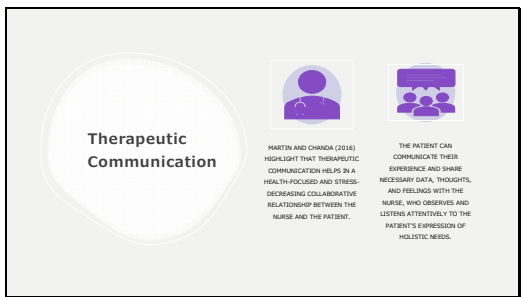 Therapeutic
Communication
MARTIN AND CHANDA (2016)
HIGHLIGHT THAT THERAPEUTIC
COMMUNICATION HELPS IN A
HEALTH-FOCUSED AND STRESS-
DECREASING COLLABORATIVE
RELATIONSHIP BETWEEN THE
NURSE AND THE PATIENT.
THE PATIENT CAN
COMMUNICATE THEIR
EXPERIENCE AND SHARE
NECESSARY DATA, THOUGHTS,
AND FEELINGS WITH THE
NURSE, WHO OBSERVES AND
LISTENS ATTENTIVELY TO THE
PATIENT'S EXPRESSION OF
HOLISTIC NEEDS.